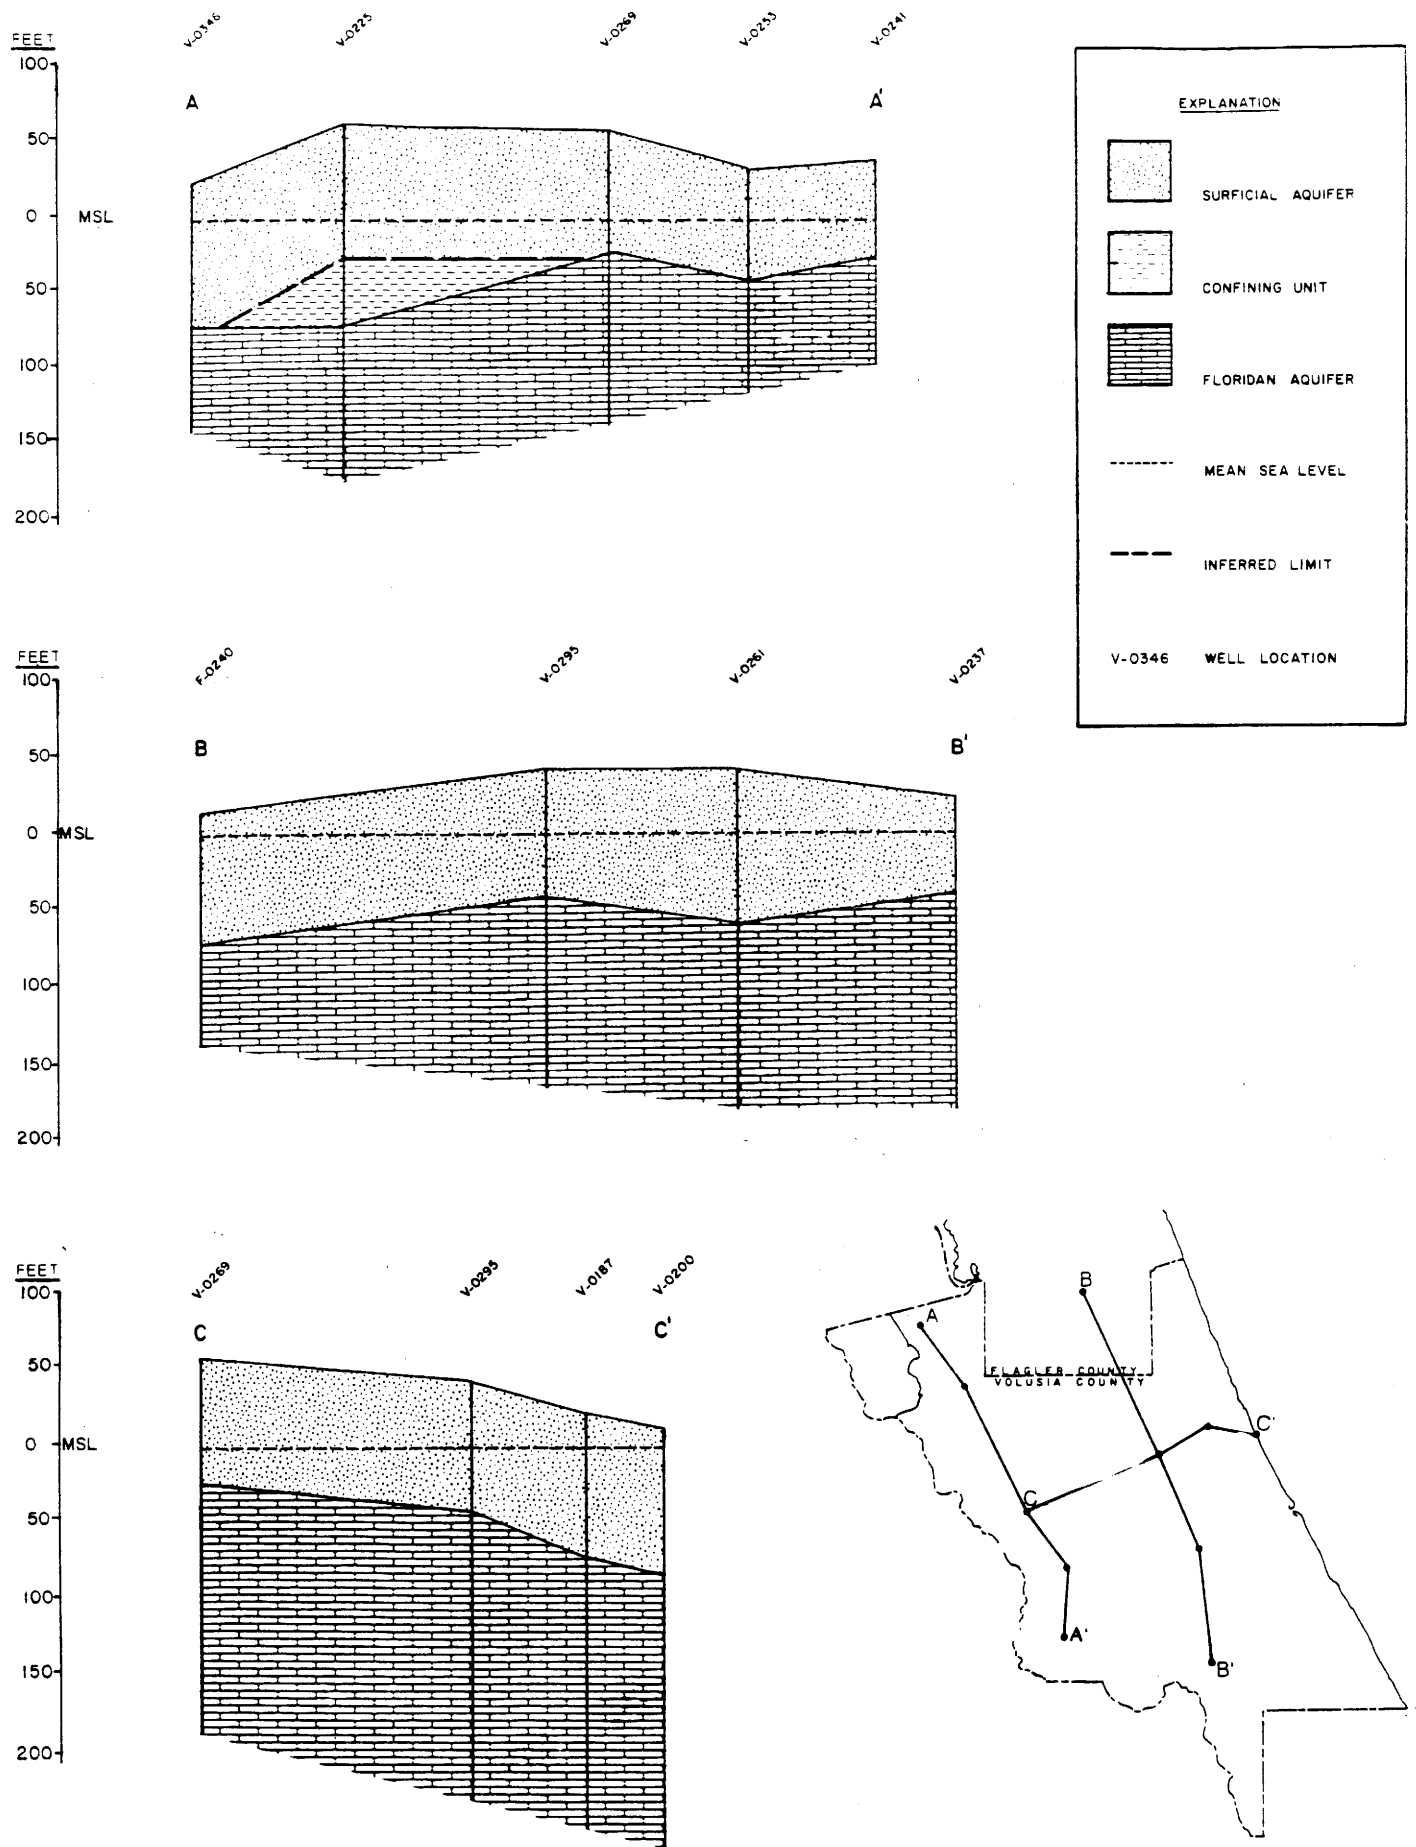 FEET
V-0346
V-0225
V-0269
V-0253
V-0241
100
A
A'
50
0
MSL
50
100
150
200
EXPLANATION
SURFICIAL AQUIFER
CONFINING UNIT
FLORIDAN AQUIFER
MEAN SEA LEVEL
INFERRED LIMIT
V-0346 WELL LOCATION
FEET
F-0240
V-0295
V-0261
V-0237
100
B
B'
50
0
MSL
50
100
150
200
FEET
V-0269
V-0295
V-0187
V-0200
100
C
C'
50
0
MSL
50
100
150
200
B
A
FLAGLER COUNTY
VOLUSIA COUNTY
C'
C
A'
B'